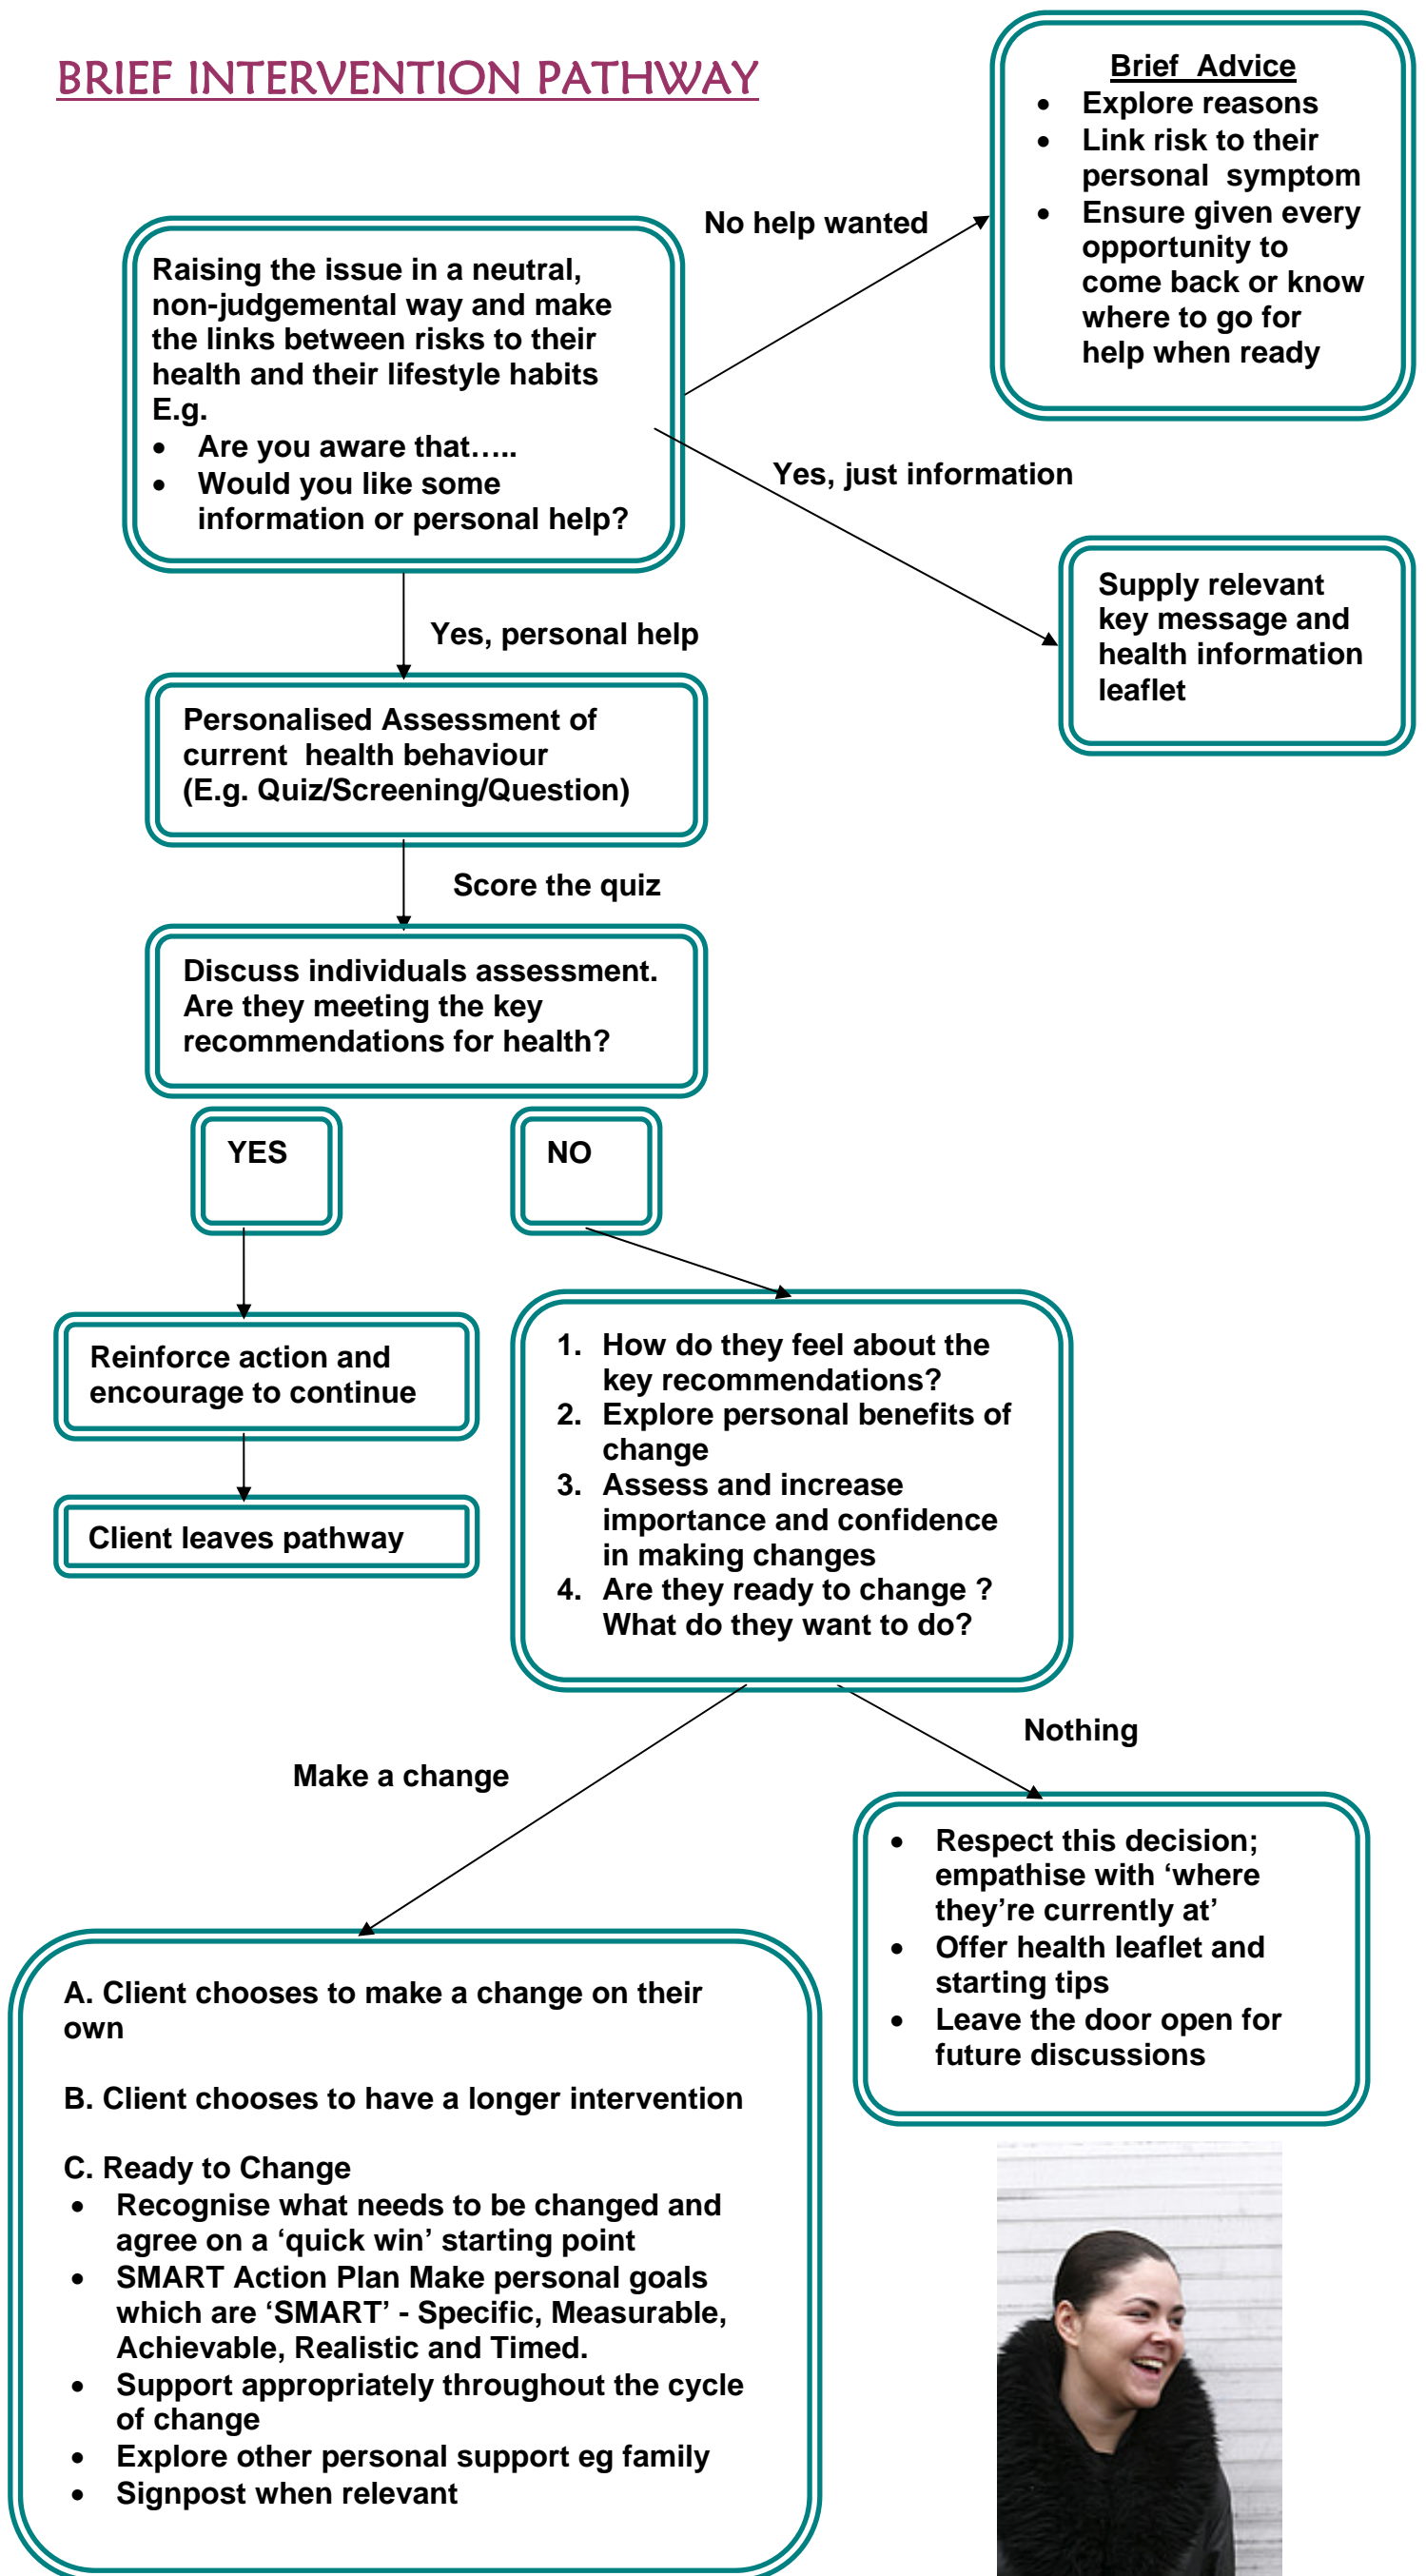 BRIEF INTERVENTION PATHWAY
Brief Advice
• Explore reasons
• Link risk to their
personal symptom
• Ensure given every
opportunity to
come back or know
where to go for
help when ready
No help wanted
Raising the issue in a neutral,
non-judgemental way and make
the links between risks to their
health and their lifestyle habits
E.g.
• Are you aware that…..
• Would you like some
information or personal help?
Yes, just information
Supply relevant
key message and
health information
leaflet
Yes, personal help
Personalised Assessment of
current health behaviour
(E.g. Quiz/Screening/Question)
Score the quiz
Discuss individuals assessment.
Are they meeting the key
recommendations for health?
YES
NO
Reinforce action and
encourage to continue
Client leaves pathway
1. How do they feel about the
key recommendations?
2. Explore personal benefits of
change
3. Assess and increase
importance and confidence
in making changes
4. Are they ready to change ?
What do they want to do?
Nothing
Make a change
• Respect this decision;
empathise with ‘where
they’re currently at’
• Offer health leaflet and
starting tips
• Leave the door open for
future discussions
A. Client chooses to make a change on their
own
B. Client chooses to have a longer intervention
C. Ready to Change
• Recognise what needs to be changed and
agree on a ‘quick win’ starting point
• SMART Action Plan Make personal goals
which are ‘SMART’ - Specific, Measurable,
Achievable, Realistic and Timed.
• Support appropriately throughout the cycle
of change
• Explore other personal support eg family
• Signpost when relevant